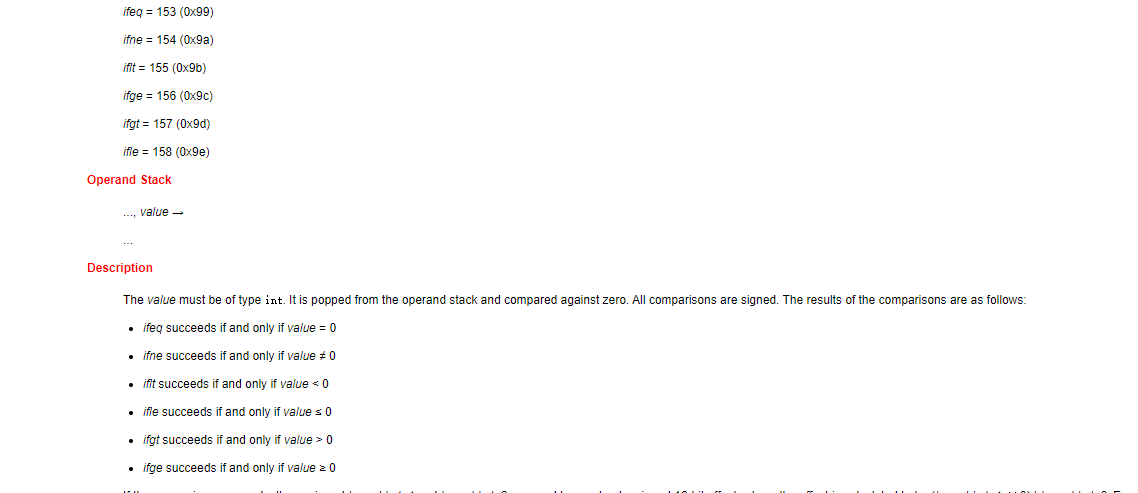 ifeq = 153 (0x99)
ifne = 154 (0x9a)
iflt = 155 (0x9b)
ifge = 156 (0x9c)
ifgt = 157 (0x9d)
ifle = 158 (0x9e)
Operand Stack
..., value →
...
Description
The value must be of type int. It is popped from the operand stack and compared against zero. All comparisons are signed. The results of the comparisons are as follows:
• ifeq succeeds if and only if value = 0
• ifne succeeds if and only if value ≠ 0
• iflt succeeds if and only if value < 0
• ifle succeeds if and only if value ≤ 0
• ifgt succeeds if and only if value > 0
• ifge succeeds if and only if value ≥ 0